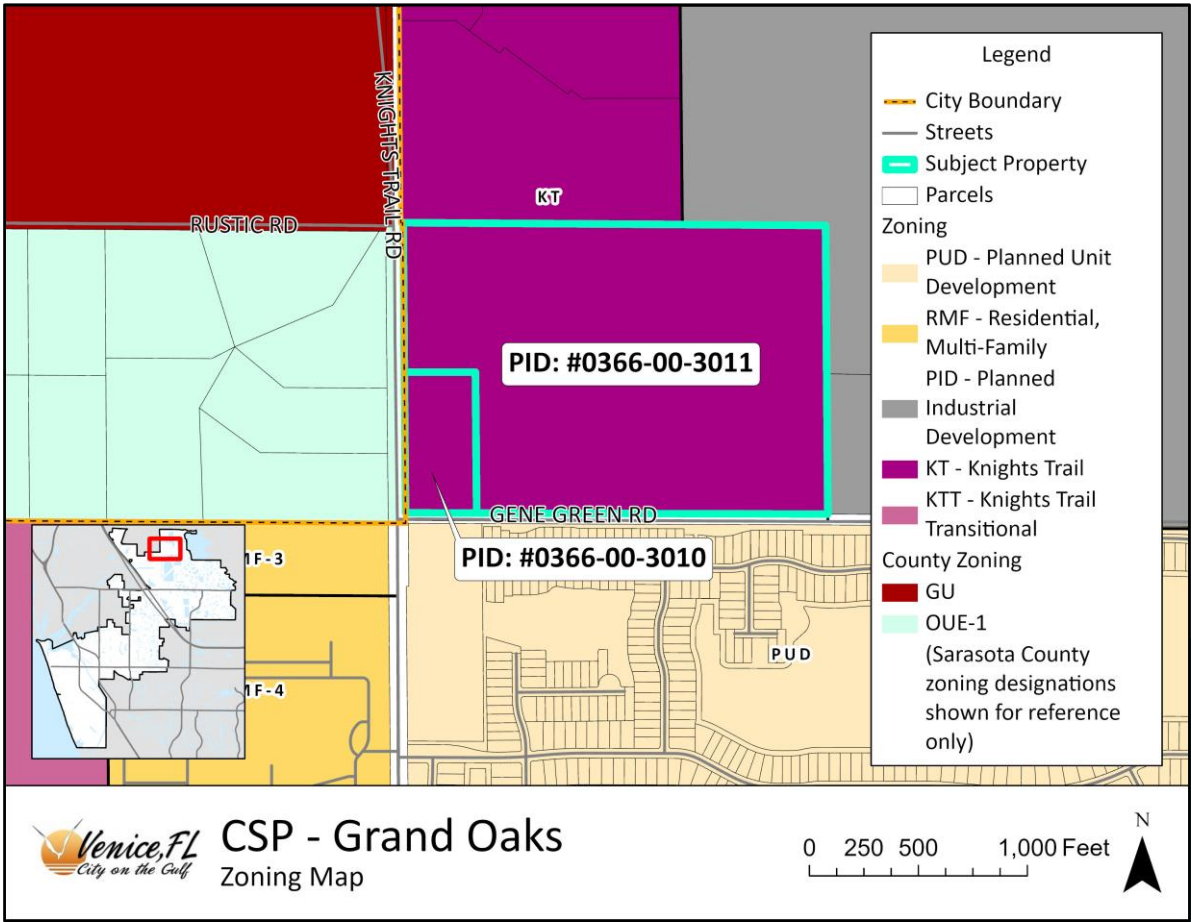 KNIGHTS TRAIL RD
KT
RUSTIC RD
PID: #0366-00-3011
GENE GREEN RD
PID: #0366-00-3010
MF-3
MF-4
PUD
Legend
City Boundary
Streets
Subject Property
Parcels
Zoning
PUD - Planned Unit
Development
RMF - Residential,
Multi-Family
PID - Planned
Industrial
Development
KT - Knights Trail
KTT - Knights Trail
Transitional
County Zoning
GU
OUE-1
(Sarasota County
zoning designations
shown for reference
only)
Venice, FL
City on the Gulf
CSP - Grand Oaks
Zoning Map
0 250 500 1,000 Feet
N